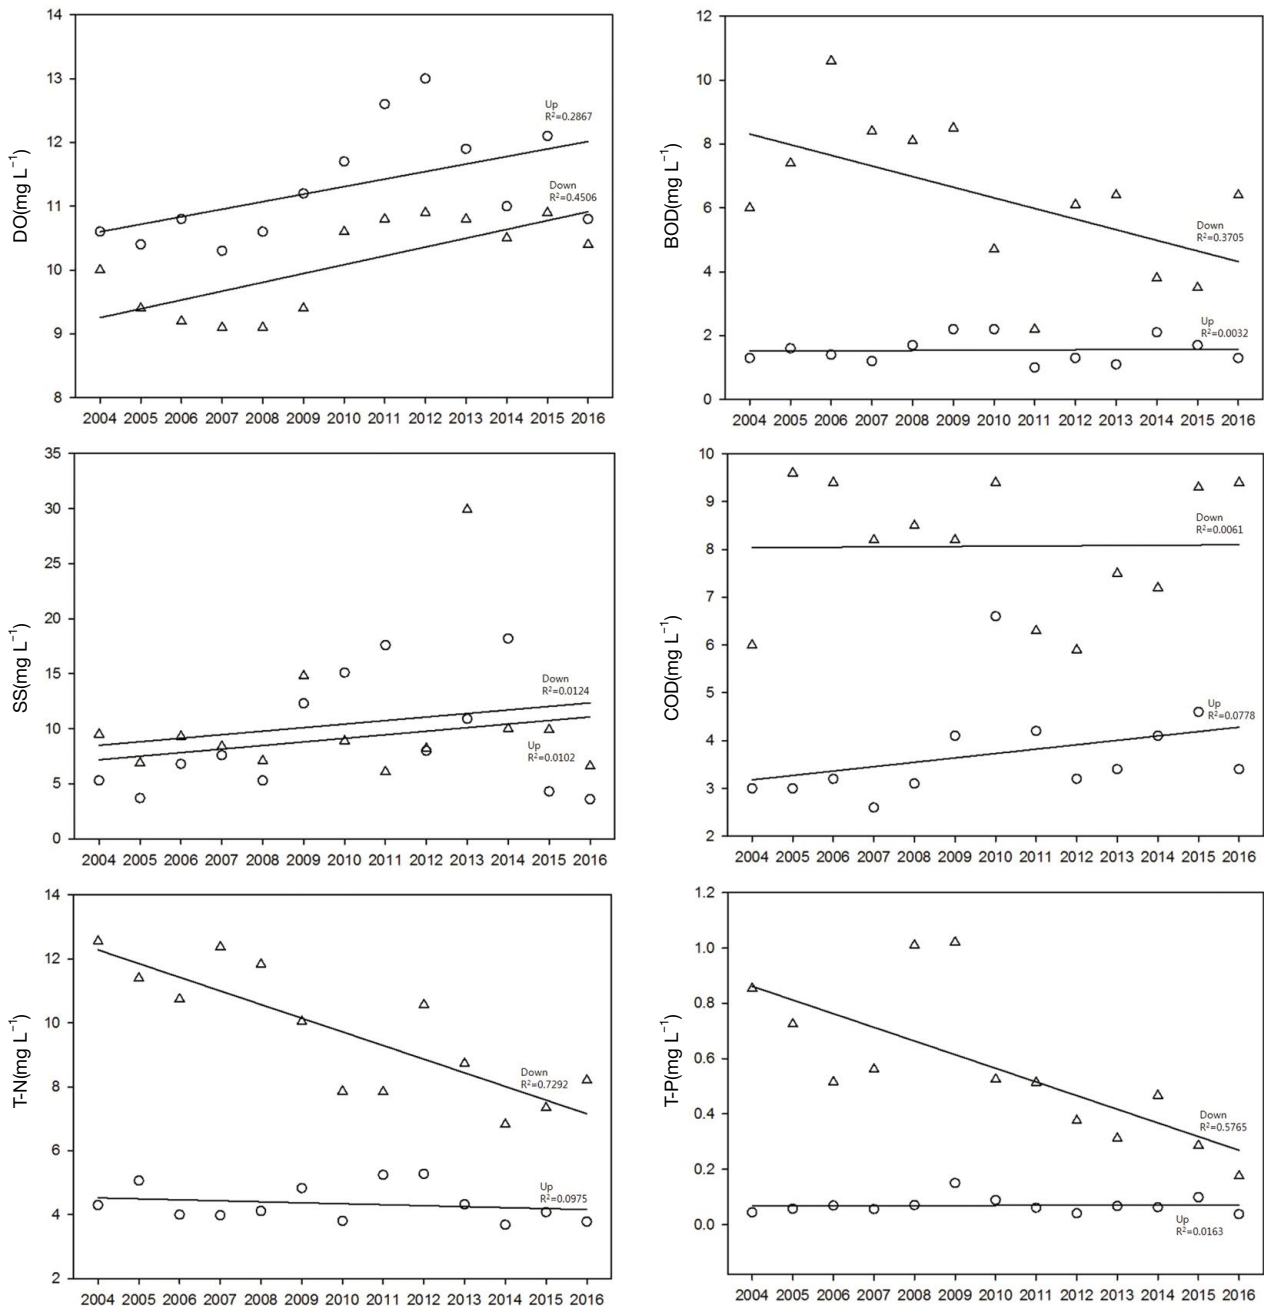 DO(mg L⁻¹)
14
13
12
11
10
9
8
Up
R²=0.2867
Down
R²=0.4506
2004 2005 2006 2007 2008 2009 2010 2011 2012 2013 2014 2015 2016
BOD(mg L⁻¹)
12
10
8
6
4
2
0
Down
R²=0.3705
Up
R²=0.0032
2004 2005 2006 2007 2008 2009 2010 2011 2012 2013 2014 2015 2016
SS(mg L⁻¹)
35
30
25
20
15
10
5
0
Down
R²=0.0124
Up
R²=0.0102
2004 2005 2006 2007 2008 2009 2010 2011 2012 2013 2014 2015 2016
COD(mg L⁻¹)
10
9
8
7
6
5
4
3
2
Down
R²=0.0061
Up
R²=0.0778
2004 2005 2006 2007 2008 2009 2010 2011 2012 2013 2014 2015 2016
T-N(mg L⁻¹)
14
12
10
8
6
4
2
Down
R²=0.7292
Up
R²=0.0975
2004 2005 2006 2007 2008 2009 2010 2011 2012 2013 2014 2015 2016
T-P(mg L⁻¹)
1.2
1.0
0.8
0.6
0.4
0.2
0.0
Down
R²=0.5765
Up
R²=0.0163
2004 2005 2006 2007 2008 2009 2010 2011 2012 2013 2014 2015 2016